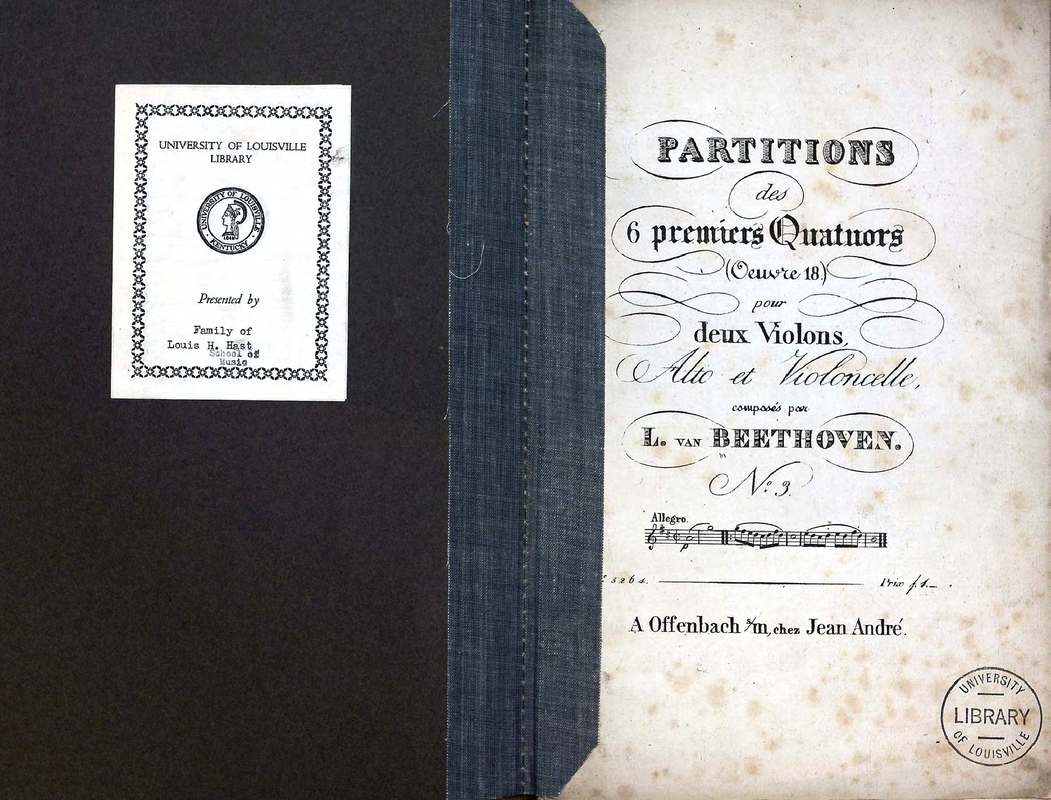 UNIVERSITY OF LOUISVILLE
LIBRARY
UNIVERSITY OF LOUISVILLE
KENTUCKY
Presented by
Family of
Louis H. Hast
School of
Music
PARTITIONS
des
6 premiers Quatuors
(Oeuvre 18)
pour
deux Violons,
Alto et Violoncelle,
composés par
L. VAN BEETHOVEN.
No. 3.
Allegro.
p
5264.
Prix f. 1._
A Offenbach s/m, chez Jean André.
UNIVERSITY
LIBRARY
OF LOUISVILLE